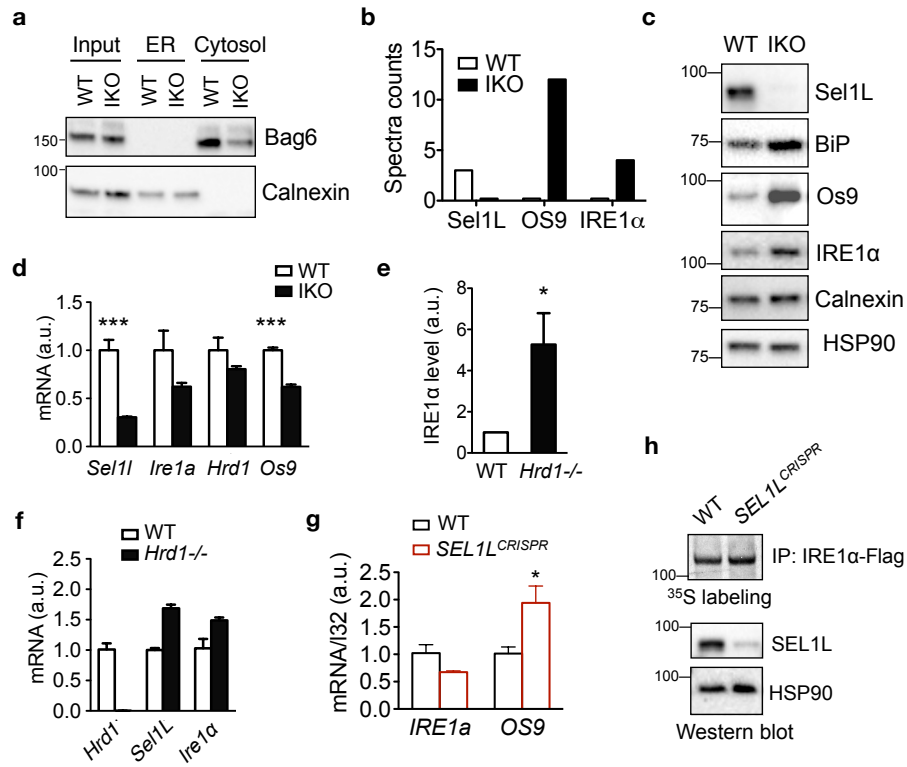 a
Input ER Cytosol
WT IKO WT IKO WT IKO
150 Bag6
100 Calnexin
b
Spectra counts
15
10
5
0
WT
IKO
Sel1L OS9 IRE1α
c
WT IKO
100 Sel1L
75 BiP
100 Os9
100 IRE1α
75 Calnexin
75 HSP90
d
WT
IKO
mRNA (a.u.)
1.5
1.0
0.5
0.0
*** ***
Sel1l Ire1a Hrd1 Os9
e
IRE1α level (a.u.)
8
6
4
2
0
*
WT Hrd1-/-
f
WT
Hrd1-/-
mRNA (a.u.)
2.5
2.0
1.5
1.0
0.5
0.0
Hrd1 Sel1L Ire1α
g
WT
SEL1L^CRISPR
mRNA/l32 (a.u.)
2.5
2.0
1.5
1.0
0.5
0.0
*
IRE1a OS9
h
WT SEL1L^CRISPR
100 IP: IRE1α-Flag
³⁵S labeling
100 SEL1L
100 HSP90
Western blot